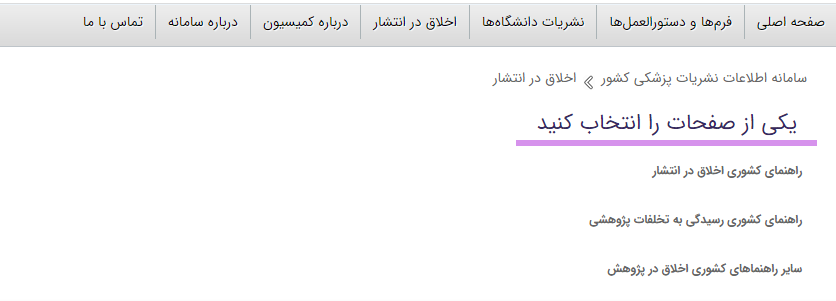 صفحه اصلی فرم‌ها و دستورالعمل‌ها نشریات دانشگاه‌ها اخلاق در انتشار درباره کمیسیون درباره سامانه تماس با ما
سامانه اطلاعات نشریات پزشکی کشور اخلاق در انتشار
یکی از صفحات را انتخاب کنید
راهنمای کشوری اخلاق در انتشار
راهنمای کشوری رسیدگی به تخلفات پژوهشی
سایر راهنماهای کشوری اخلاق در پژوهش